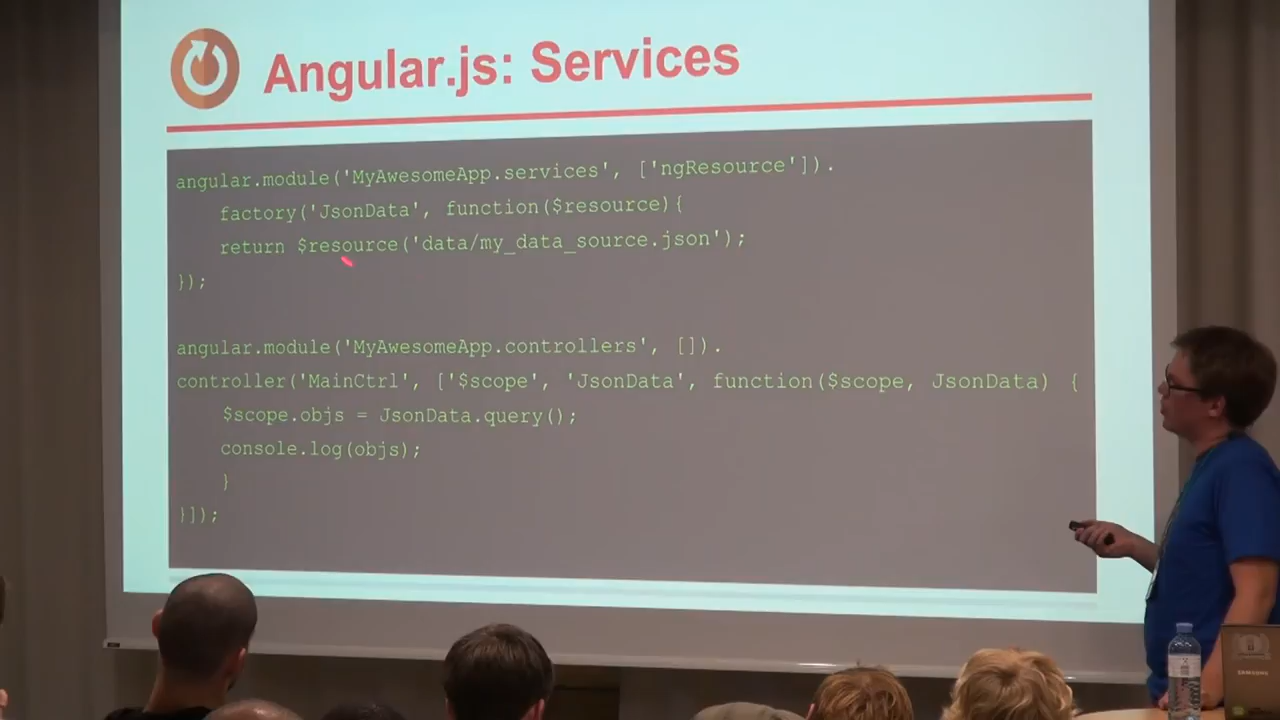 Angular.js: Services
angular.module('MyAwesomeApp.services', ['ngResource']).
factory('JsonData', function($resource){
return $resource('data/my_data_source.json');
});
angular.module('MyAwesomeApp.controllers', []).
controller('MainCtrl', ['$scope', 'JsonData', function($scope, JsonData) {
$scope.objs = JsonData.query();
console.log(objs);
}
}]);
SAMSUNG